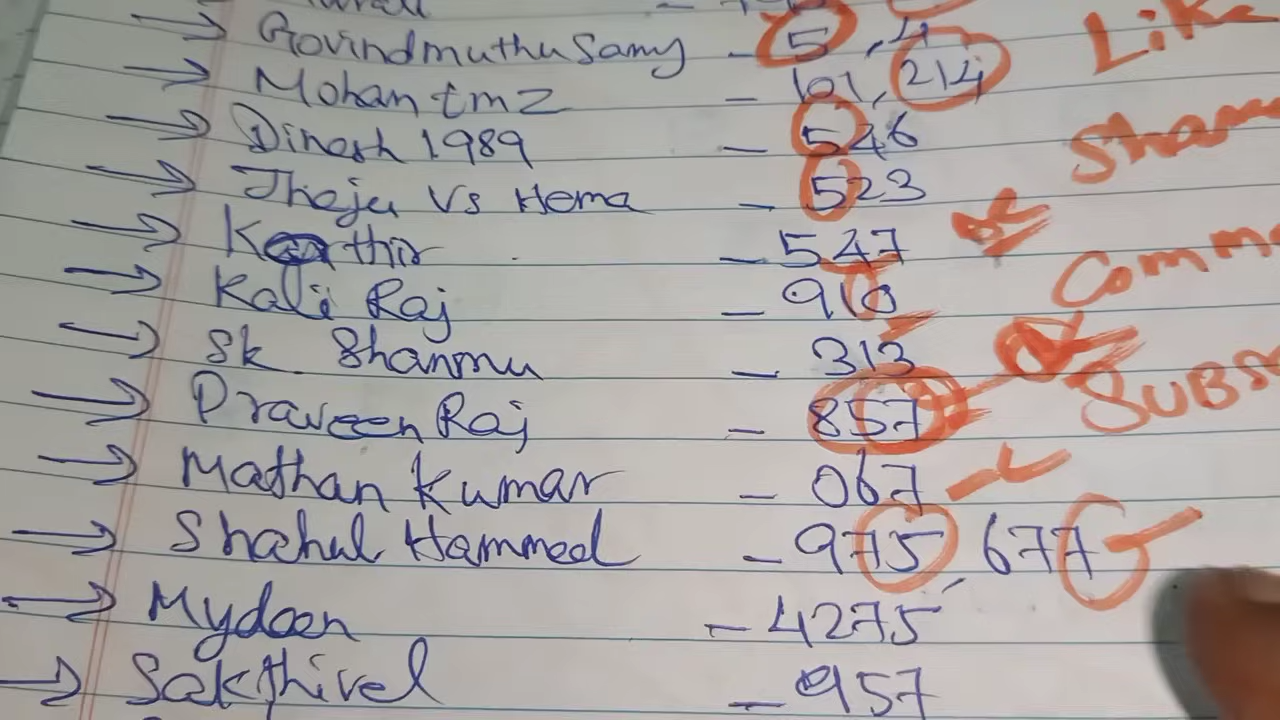 Govindmuthusamy - 5, 4
Like
Mohan tmz - 101, 214
Dinesh 1989 - 546
Sham
Theju Vs Hema - 523
Kathir - 547
Comm
Kali Raj - 910
Sk Shanmu - 313
Subs
Praveen Raj - 857
Mathan Kumar - 067
Shahul Hammed - 975, 677
Mydeen - 4275
Sakthivel - 957